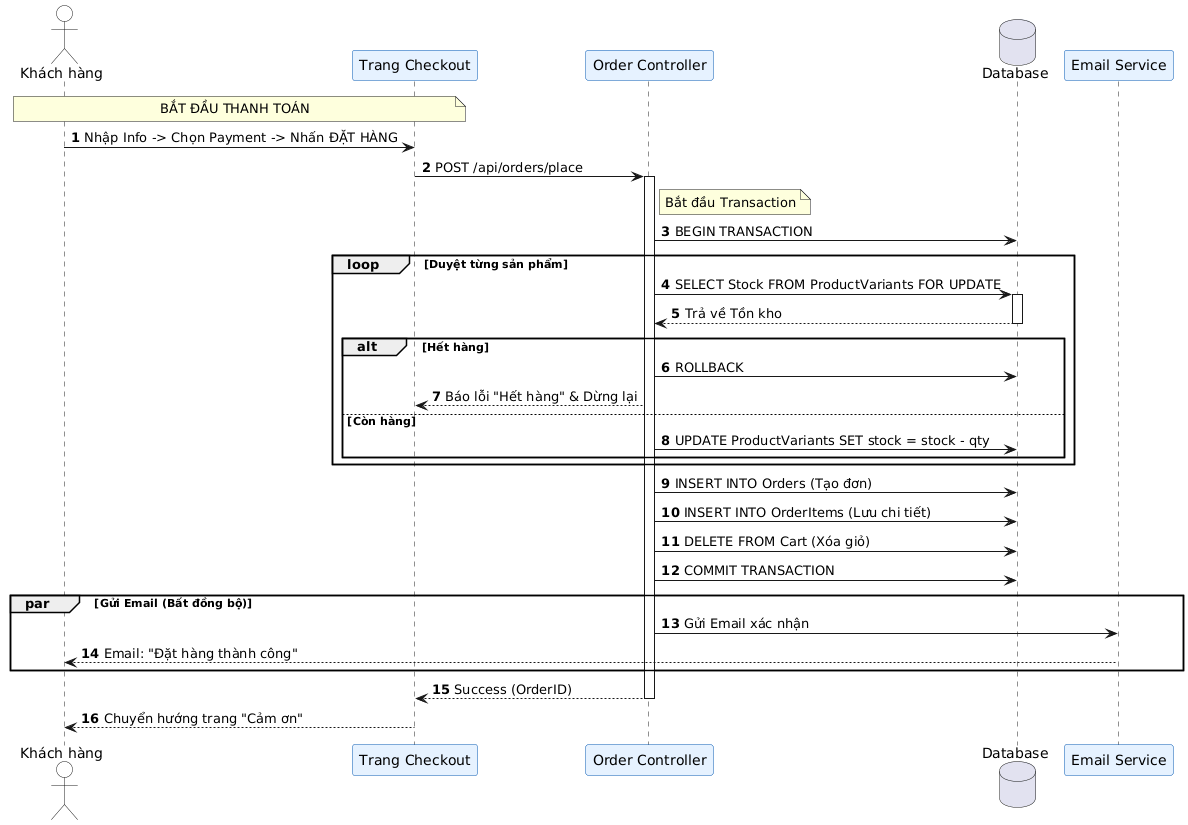 Khách hàng
Trang Checkout
Order Controller
Database
Email Service
BẮT ĐẦU THANH TOÁN
1 Nhập Info -> Chọn Payment -> Nhấn ĐẶT HÀNG
2 POST /api/orders/place
Bắt đầu Transaction
3 BEGIN TRANSACTION
loop [Duyệt từng sản phẩm]
4 SELECT Stock FROM ProductVariants FOR UPDATE
5 Trả về Tồn kho
alt [Hết hàng]
6 ROLLBACK
7 Báo lỗi "Hết hàng" & Dừng lại
[Còn hàng]
8 UPDATE ProductVariants SET stock = stock - qty
9 INSERT INTO Orders (Tạo đơn)
10 INSERT INTO OrderItems (Lưu chi tiết)
11 DELETE FROM Cart (Xóa giỏ)
12 COMMIT TRANSACTION
par [Gửi Email (Bất đồng bộ)]
13 Gửi Email xác nhận
14 Email: "Đặt hàng thành công"
15 Success (OrderID)
16 Chuyển hướng trang "Cảm ơn"
Khách hàng
Trang Checkout
Order Controller
Database
Email Service